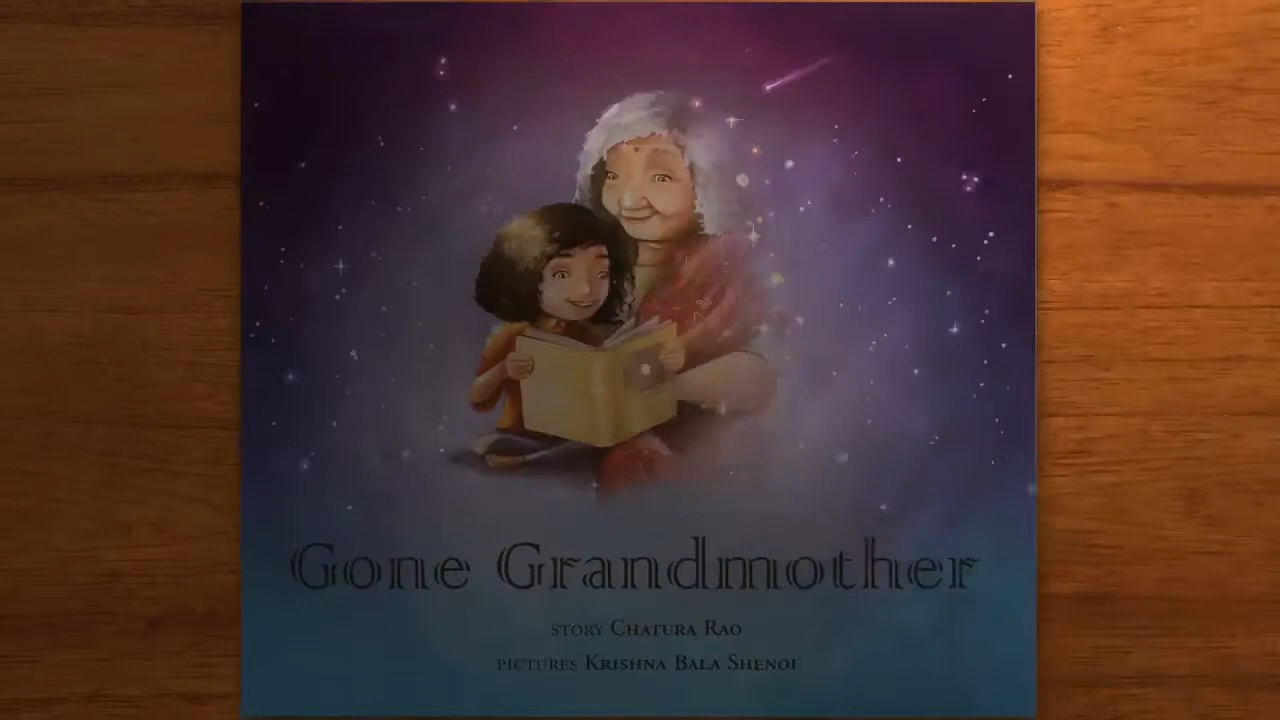 Gone Grandmother
STORY CHATURA RAO
PICTURES KRISHNA BALA SHENOI